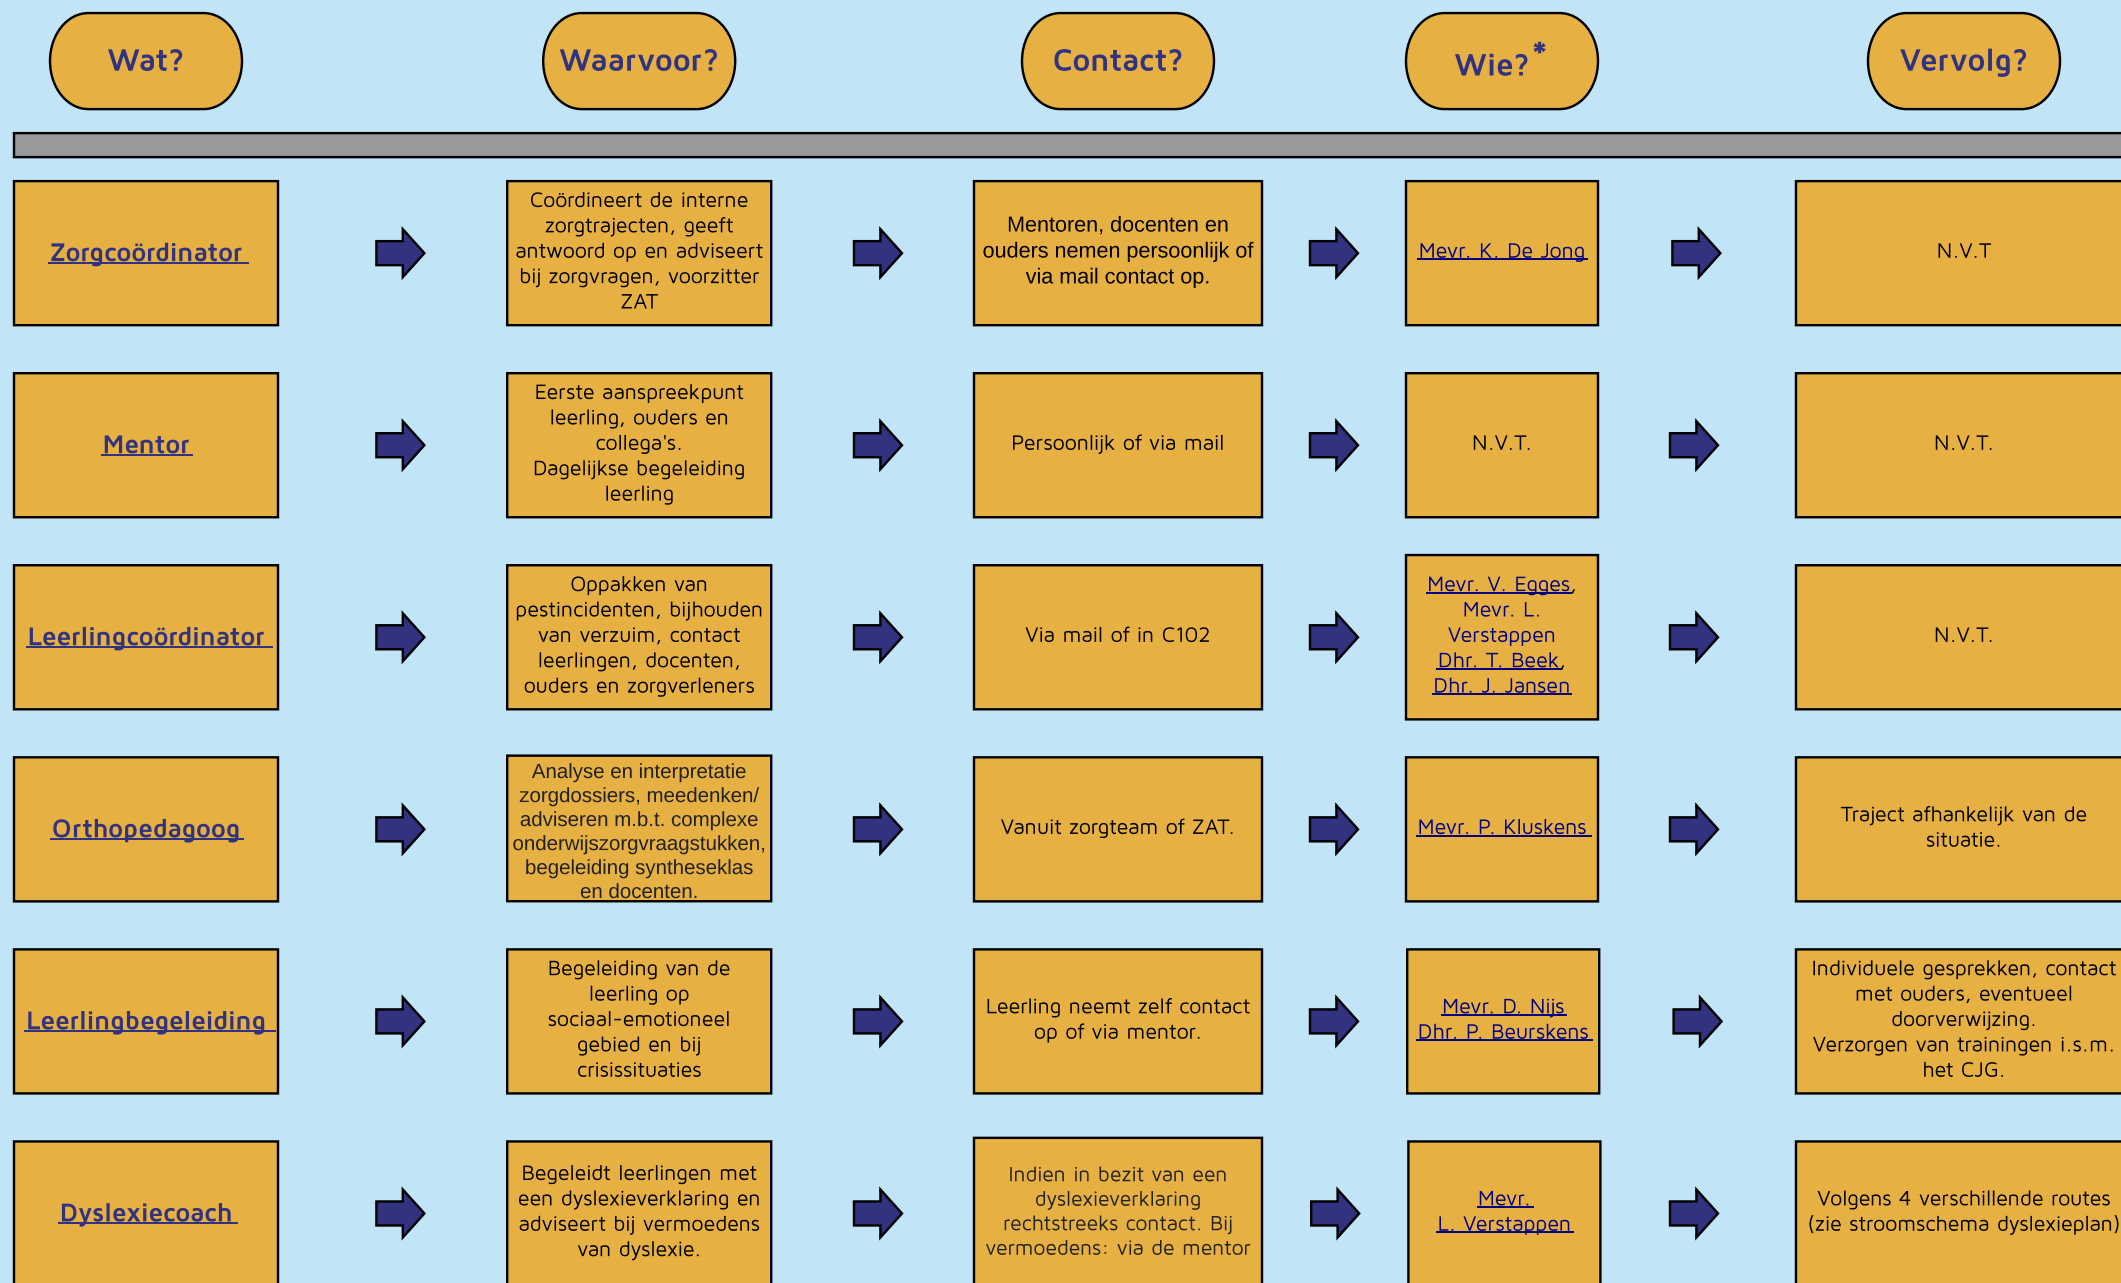 Wat?
Waarvoor?
Contact?
Wie?*
Vervolg?
Zorgcoördinator
Coördineert de interne
zorgtrajecten, geeft
antwoord op en adviseert
bij zorgvragen, voorzitter
ZAT
Mentoren, docenten en
ouders nemen persoonlijk of
via mail contact op.
Mevr. K. De Jong
N.V.T
Mentor
Eerste aanspreekpunt
leerling, ouders en
collega's.
Dagelijkse begeleiding
leerling
Persoonlijk of via mail
N.V.T.
N.V.T.
Leerlingcoördinator
Oppakken van
pestincidenten, bijhouden
van verzuim, contact
leerlingen, docenten,
ouders en zorgverleners
Via mail of in C102
Mevr. V. Egges,
Mevr. L.
Verstappen
Dhr. T. Beek,
Dhr. J. Jansen
N.V.T.
Orthopedagoog
Analyse en interpretatie
zorgdossiers, meedenken/
adviseren m.b.t. complexe
onderwijszorgvraagstukken,
begeleiding syntheseklas
en docenten.
Vanuit zorgteam of ZAT.
Mevr. P. Kluskens
Traject afhankelijk van de
situatie.
Leerlingbegeleiding
Begeleiding van de
leerling op
sociaal-emotioneel
gebied en bij
crisissituaties
Leerling neemt zelf contact
op of via mentor.
Mevr. D. Nijs
Dhr. P. Beurskens
Individuele gesprekken, contact
met ouders, eventueel
doorverwijzing.
Verzorgen van trainingen i.s.m.
het CJG.
Dyslexiecoach
Begeleidt leerlingen met
een dyslexieverklaring en
adviseert bij vermoedens
van dyslexie.
Indien in bezit van een
dyslexieverklaring
rechtstreeks contact. Bij
vermoedens: via de mentor
Mevr.
L. Verstappen
Volgens 4 verschillende routes
(zie stroomschema dyslexieplan)